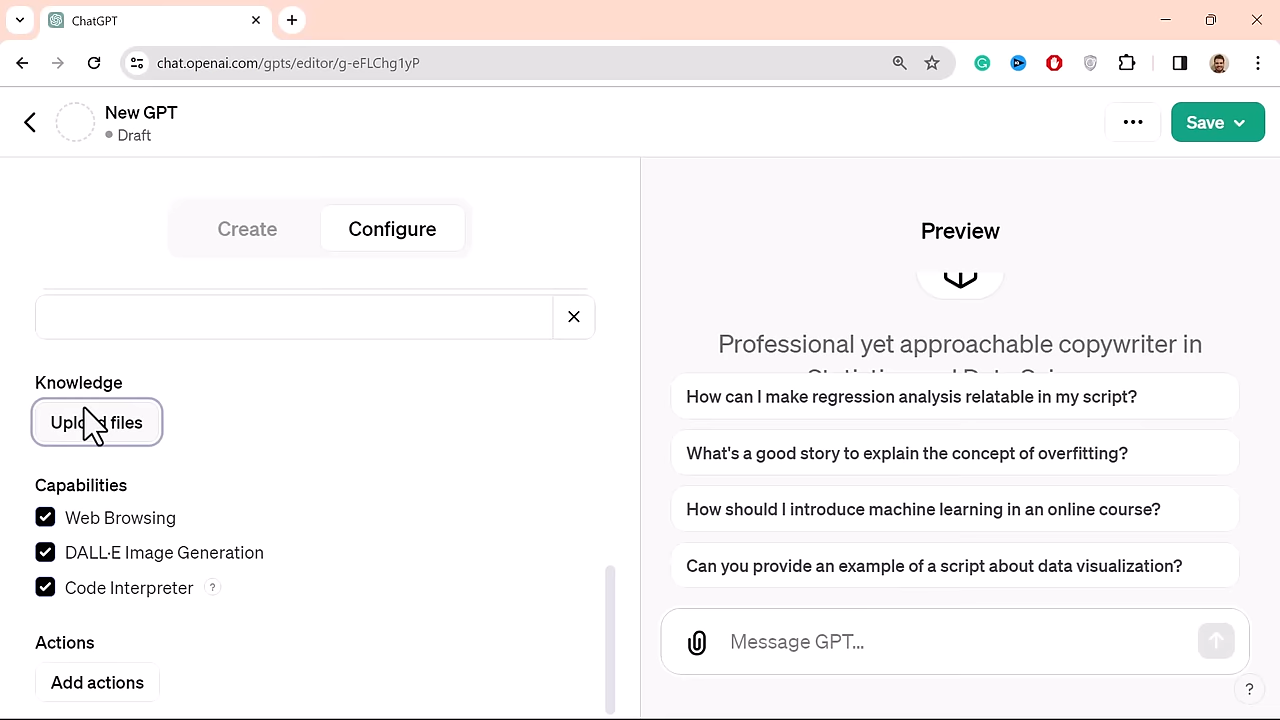 ChatGPT
chat.openai.com/gpts/editor/g-eFLChg1yP
New GPT
Draft
Save
Create
Configure
Knowledge
Upload files
Capabilities
Web Browsing
DALL·E Image Generation
Code Interpreter ?
Actions
Add actions
Preview
Professional yet approachable copywriter in
How can I make regression analysis relatable in my script?
What's a good story to explain the concept of overfitting?
How should I introduce machine learning in an online course?
Can you provide an example of a script about data visualization?
Message GPT...
?